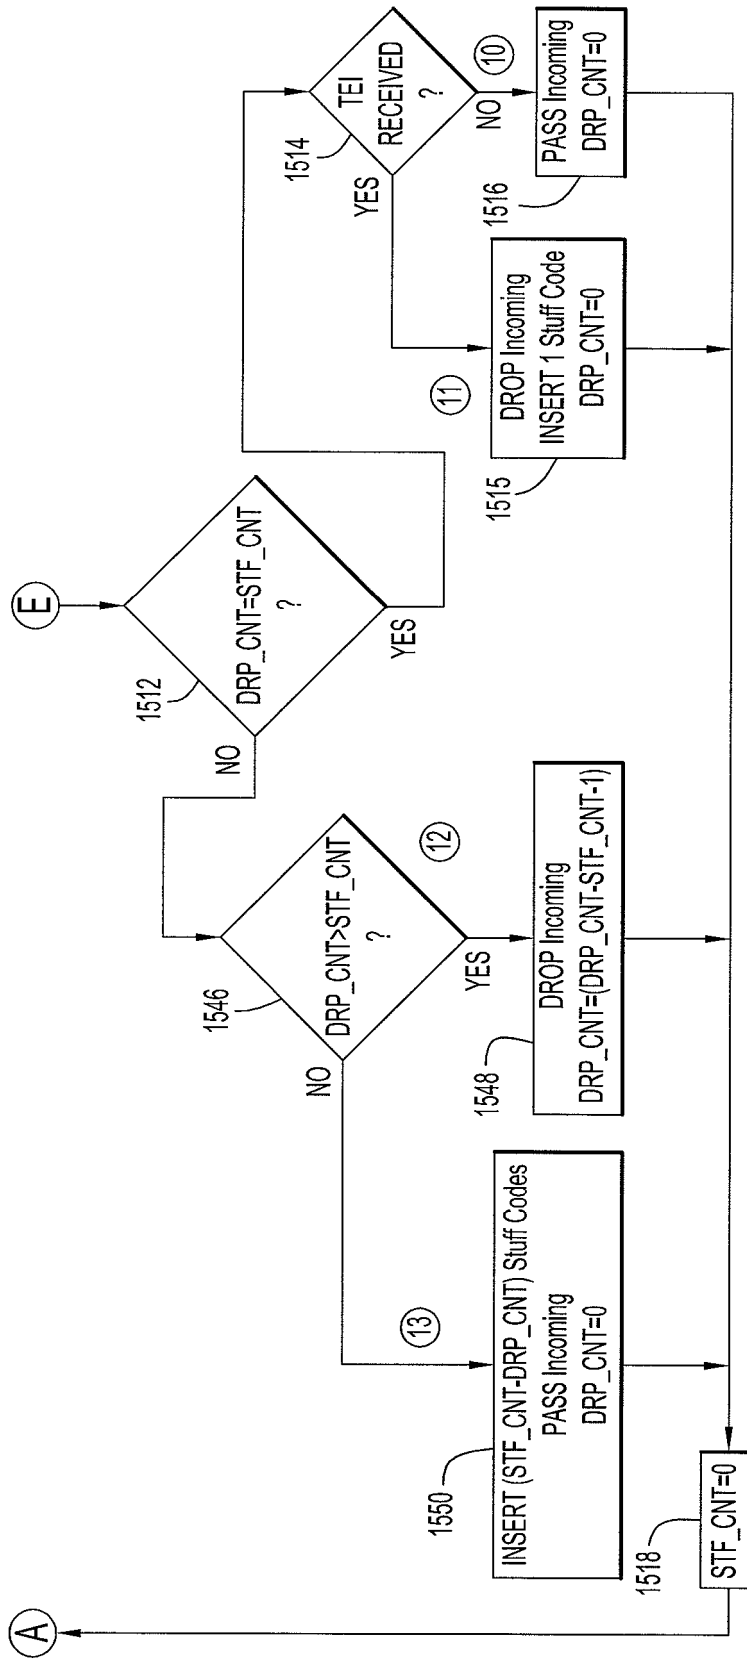 E
1512
DRP_CNT=STF_CNT
?
NO
YES
1514
TEI
RECEIVED
?
YES
NO
10
1516
PASS Incoming
DRP_CNT=0
11
1515
DROP Incoming
INSERT 1 Stuff Code
DRP_CNT=0
1546
DRP_CNT>STF_CNT
?
NO
YES
12
1548
DROP Incoming
DRP_CNT=(DRP_CNT-STF_CNT-1)
13
1550
INSERT (STF_CNT-DRP_CNT) Stuff Codes
PASS Incoming
DRP_CNT=0
1518
STF_CNT=0
A